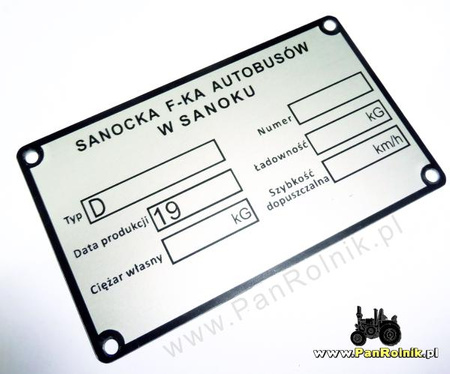 SANOCKA F-KA AUTOBUSÓW
W SANOKU
Typ D
Data produkcji 19
Ciężar własny kG
Numer
Ładowność kG
Szybkość
dopuszczalna km/h
www.PanRolnik.pl
www.PanRolnik.pl